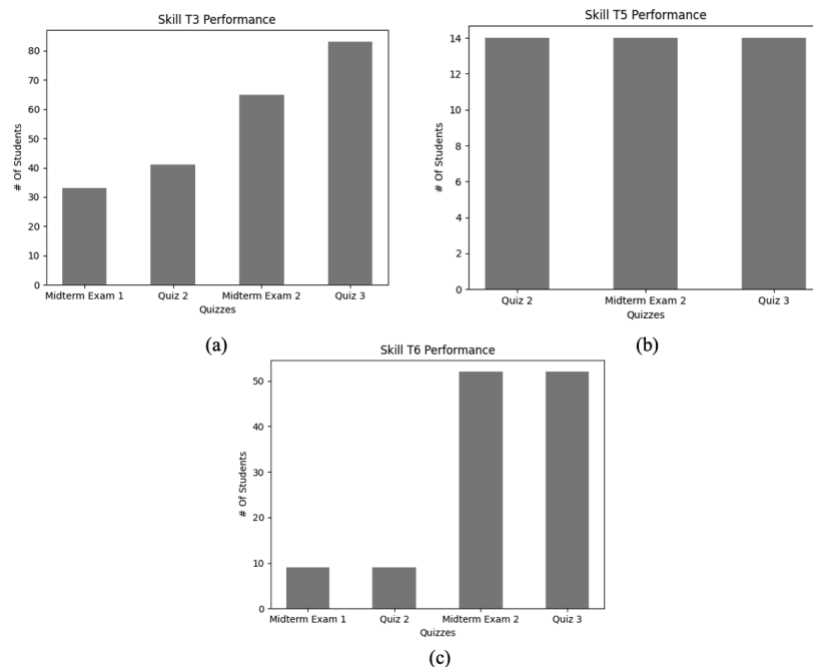 Skill T3 Performance
# Of Students
80
70
60
50
40
30
20
10
0
Midterm Exam 1 Quiz 2 Midterm Exam 2 Quiz 3
Quizzes
(a)
Skill T5 Performance
# Of Students
14
12
10
8
6
4
2
0
Quiz 2 Midterm Exam 2 Quiz 3
Quizzes
(b)
Skill T6 Performance
# Of Students
50
40
30
20
10
0
Midterm Exam 1 Quiz 2 Midterm Exam 2 Quiz 3
Quizzes
(c)